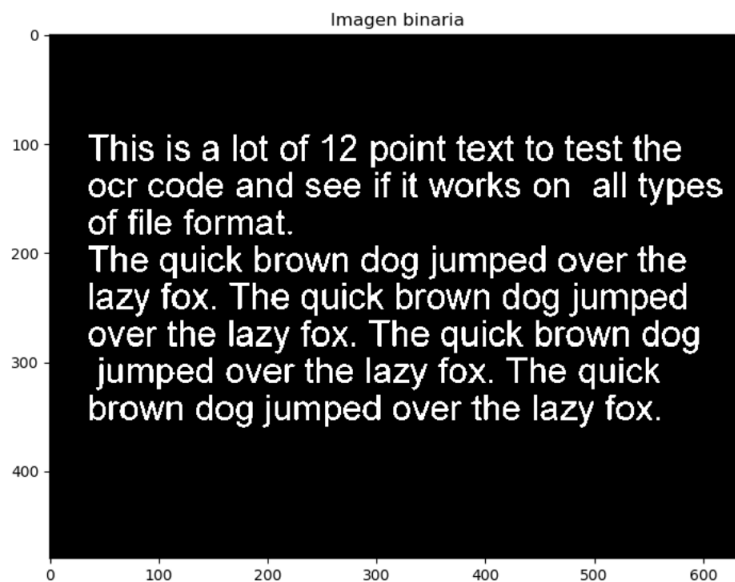 Imagen binaria
0
100
200
300
400
This is a lot of 12 point text to test the
ocr code and see if it works on  all types
of file format.
The quick brown dog jumped over the
lazy fox. The quick brown dog jumped
over the lazy fox. The quick brown dog
jumped over the lazy fox. The quick
brown dog jumped over the lazy fox.
0 100 200 300 400 500 600